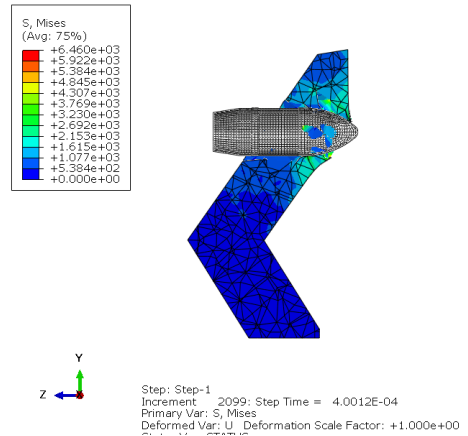 S, Mises
(Avg: 75%)
+6.460e+03
+5.922e+03
+5.384e+03
+4.845e+03
+4.307e+03
+3.769e+03
+3.230e+03
+2.692e+03
+2.153e+03
+1.615e+03
+1.077e+03
+5.384e+02
+0.000e+00
Y
Z
Step: Step-1
Increment 2099: Step Time = 4.0012E-04
Primary Var: S, Mises
Deformed Var: U Deformation Scale Factor: +1.000e+00